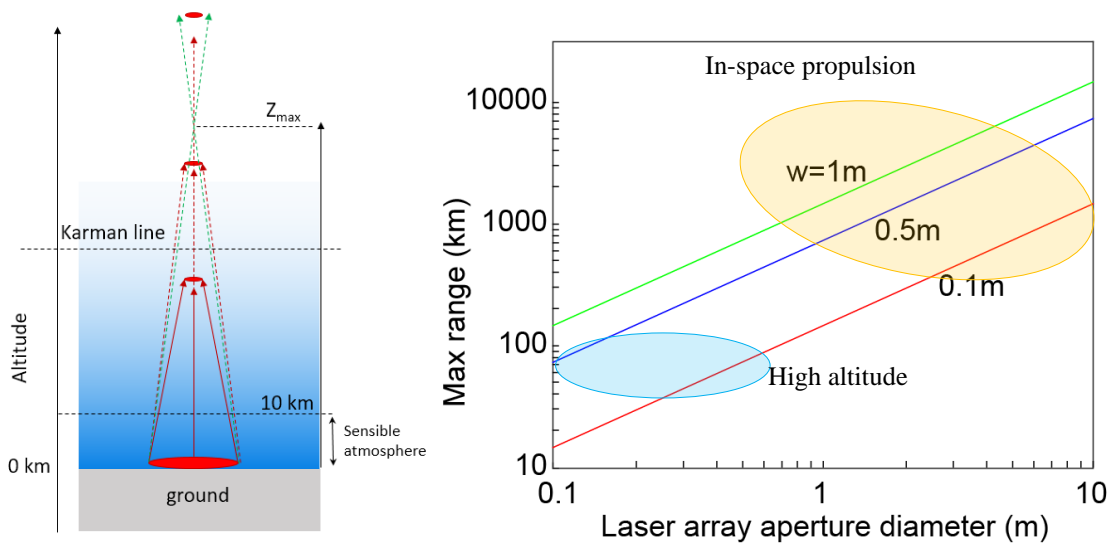 Z_max
Karman line
Altitude
10 km
Sensible
atmosphere
0 km
ground
In-space propulsion
10000
w=1m
1000
0.5m
0.1m
100
High altitude
10
0.1
1
10
Max range (km)
Laser array aperture diameter (m)